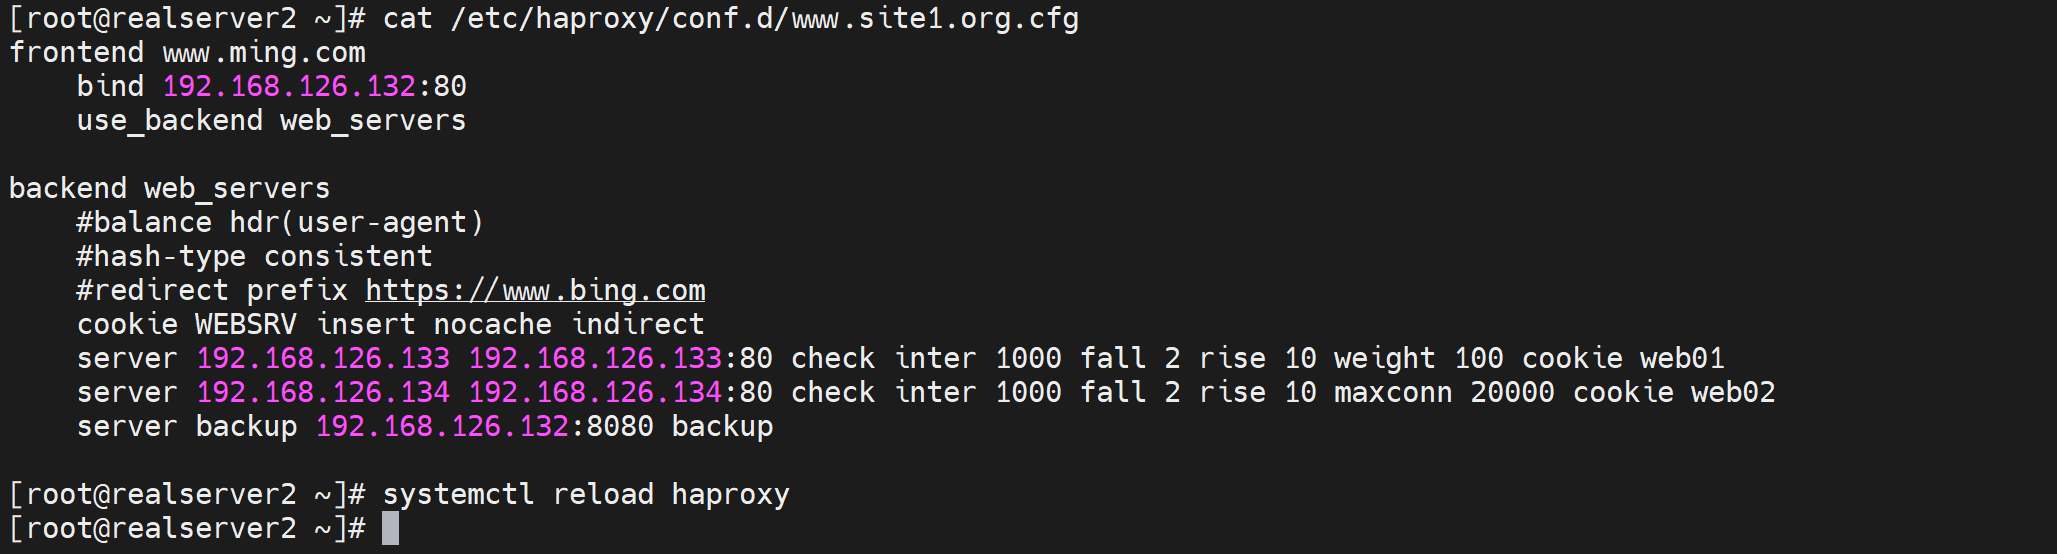 [root@realserver2 ~]# cat /etc/haproxy/conf.d/www.site1.org.cfg
frontend www.ming.com
    bind 192.168.126.132:80
    use_backend web_servers

backend web_servers
    #balance hdr(user-agent)
    #hash-type consistent
    #redirect prefix https://www.bing.com
    cookie WEBSRV insert nocache indirect
    server 192.168.126.133 192.168.126.133:80 check inter 1000 fall 2 rise 10 weight 100 cookie web01
    server 192.168.126.134 192.168.126.134:80 check inter 1000 fall 2 rise 10 maxconn 20000 cookie web02
    server backup 192.168.126.132:8080 backup

[root@realserver2 ~]# systemctl reload haproxy
[root@realserver2 ~]#